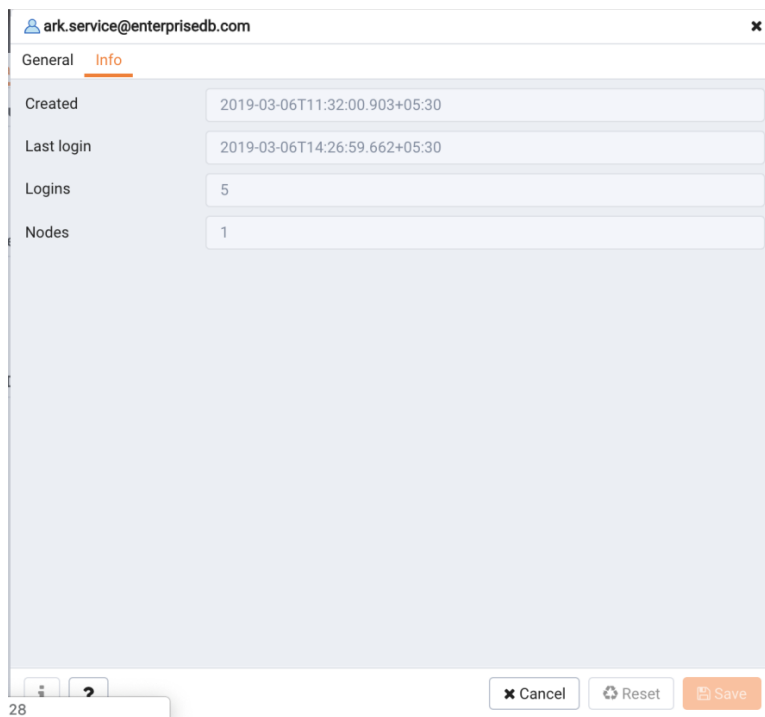 ark.service@enterprisedb.com
General Info
Created 2019-03-06T11:32:00.903+05:30
Last login 2019-03-06T14:26:59.662+05:30
Logins 5
Nodes 1
i ? Cancel Reset Save
28